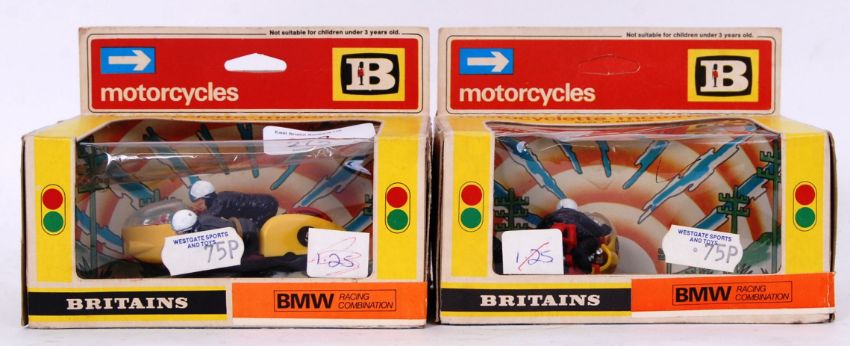 Not suitable for children under 3 years old.
B
motorcycles
WESTGATE SPORTS
AND TOYS
75P
1.25
BRITAINS
BMW RACING
COMBINATION
Not suitable for children under 3 years old.
B
motorcycles
1/25
WESTGATE SPORTS
AND TOYS
75P
BRITAINS
BMW RACING
COMBINATION